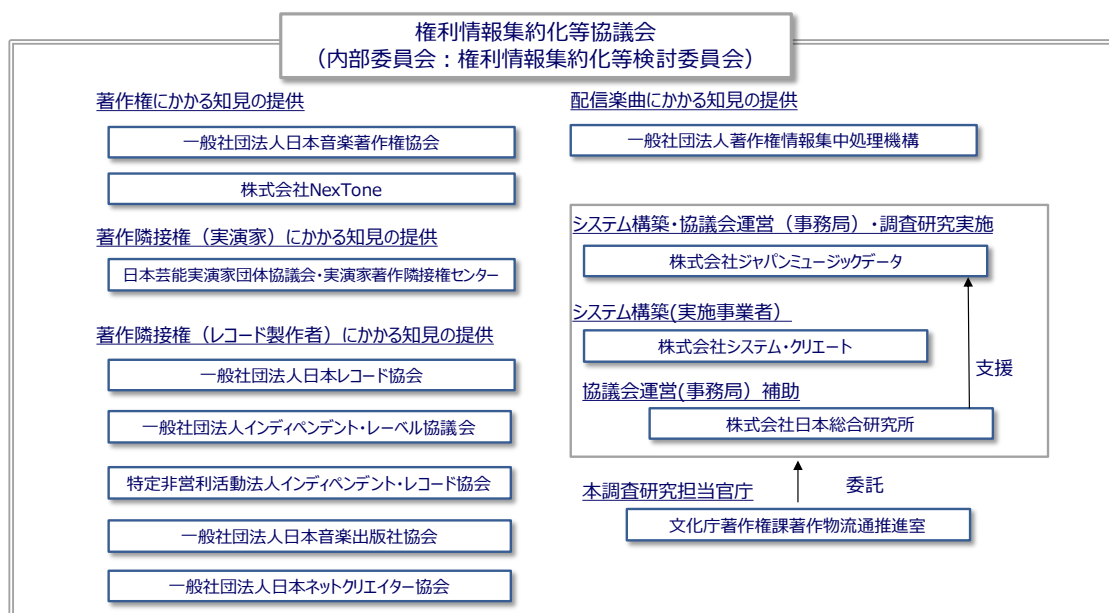 権利情報集約化等協議会
（内部委員会：権利情報集約化等検討委員会）
著作権にかかる知見の提供
一般社団法人日本音楽著作権協会
株式会社NexTone
著作隣接権（実演家）にかかる知見の提供
日本芸能実演家団体協議会・実演家著作隣接権センター
著作隣接権（レコード製作者）にかかる知見の提供
一般社団法人日本レコード協会
一般社団法人インディペンデント・レーベル協議会
特定非営利活動法人インディペンデント・レコード協会
一般社団法人日本音楽出版社協会
一般社団法人日本ネットクリエイター協会
配信楽曲にかかる知見の提供
一般社団法人著作権情報集中処理機構
システム構築・協議会運営（事務局）・調査研究実施
株式会社ジャパンミュージックデータ
システム構築(実施事業者）
株式会社システム・クリエート
支援
協議会運営(事務局）補助
株式会社日本総合研究所
本調査研究担当官庁
委託
文化庁著作権課著作物流通推進室